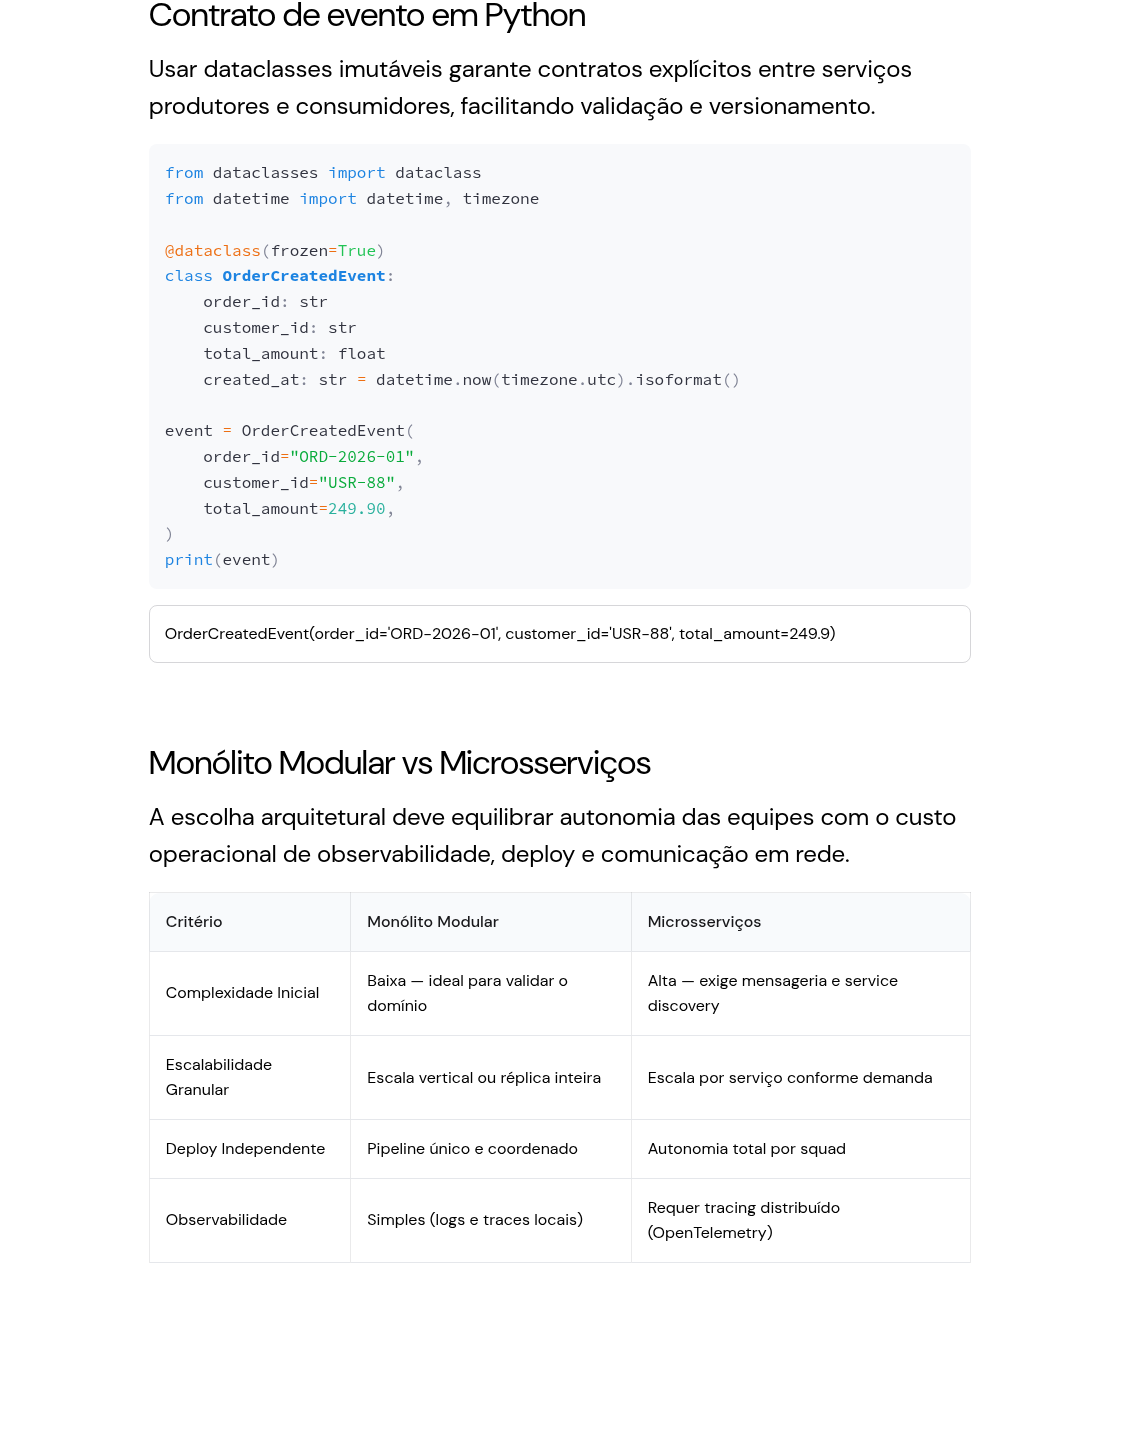 Contrato de evento em Python
Usar dataclasses imutáveis garante contratos explícitos entre serviços
produtores e consumidores, facilitando validação e versionamento.
from dataclasses import dataclass
from datetime import datetime, timezone
@dataclass(frozen=True)
class OrderCreatedEvent:
    order_id: str
    customer_id: str
    total_amount: float
    created_at: str = datetime.now(timezone.utc).isoformat()
event = OrderCreatedEvent(
    order_id="ORD-2026-01",
    customer_id="USR-88",
    total_amount=249.90,
)
print(event)
OrderCreatedEvent(order_id='ORD-2026-01', customer_id='USR-88', total_amount=249.9)
Monólito Modular vs Microsserviços
A escolha arquitetural deve equilibrar autonomia das equipes com o custo
operacional de observabilidade, deploy e comunicação em rede.
Critério
Monólito Modular
Microsserviços
Complexidade Inicial
Baixa — ideal para validar o
domínio
Alta — exige mensageria e service
discovery
Escalabilidade
Granular
Escala vertical ou réplica inteira
Escala por serviço conforme demanda
Deploy Independente
Pipeline único e coordenado
Autonomia total por squad
Observabilidade
Simples (logs e traces locais)
Requer tracing distribuído
(OpenTelemetry)